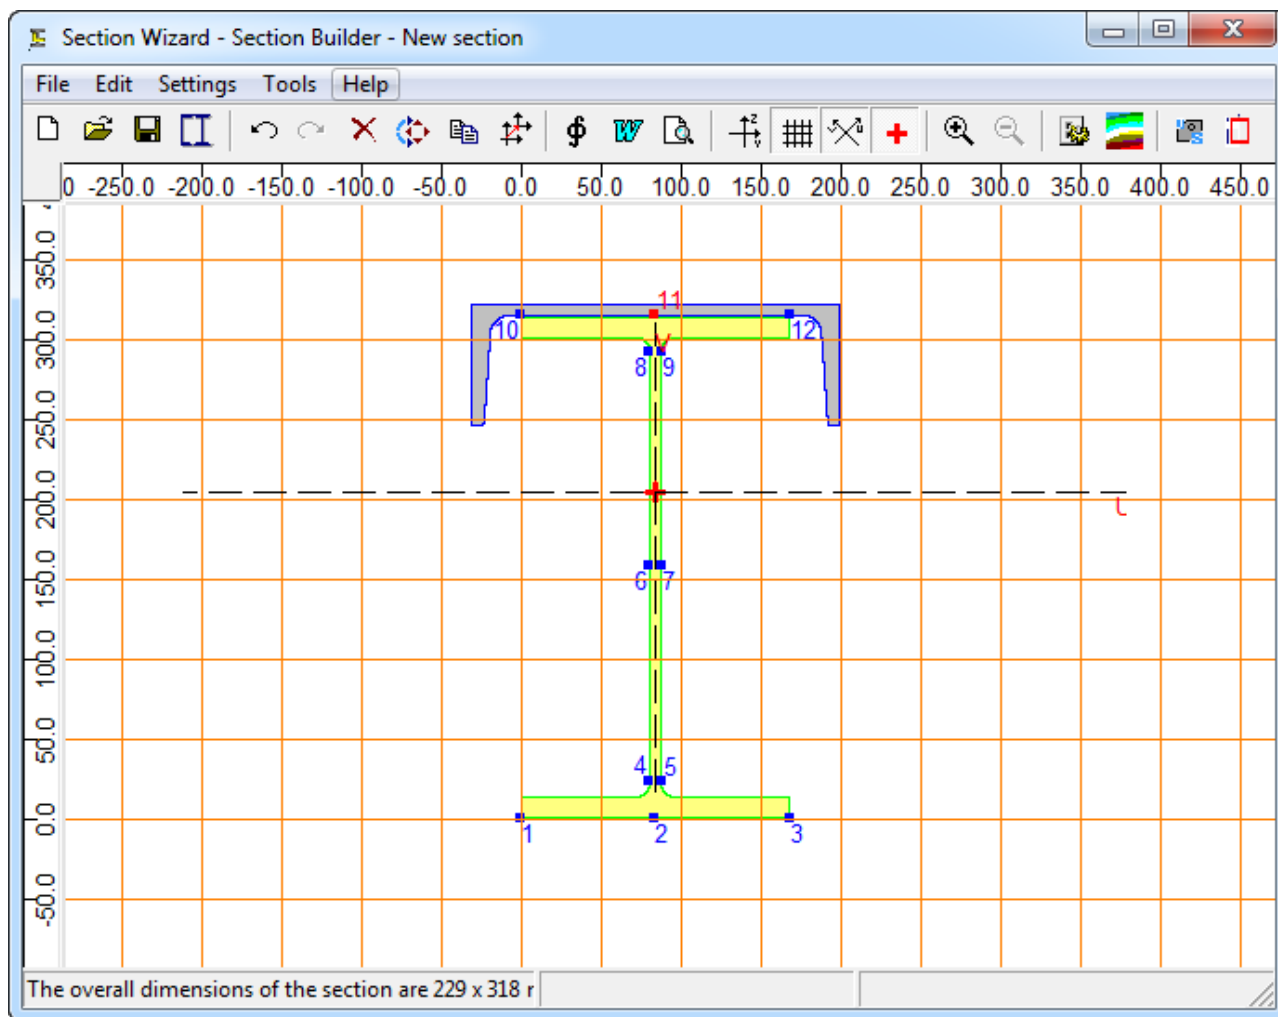 Section Wizard - Section Builder - New section
File Edit Settings Tools Help
0 -250.0 -200.0 -150.0 -100.0 -50.0 0.0 50.0 100.0 150.0 200.0 250.0 300.0 350.0 400.0 450.0
350.0
11
10
12
300.0
V
8 9
250.0
200.0
6 7
150.0
100.0
50.0
4 5
0.0
1 2 3
-50.0
The overall dimensions of the section are 229 x 318 r